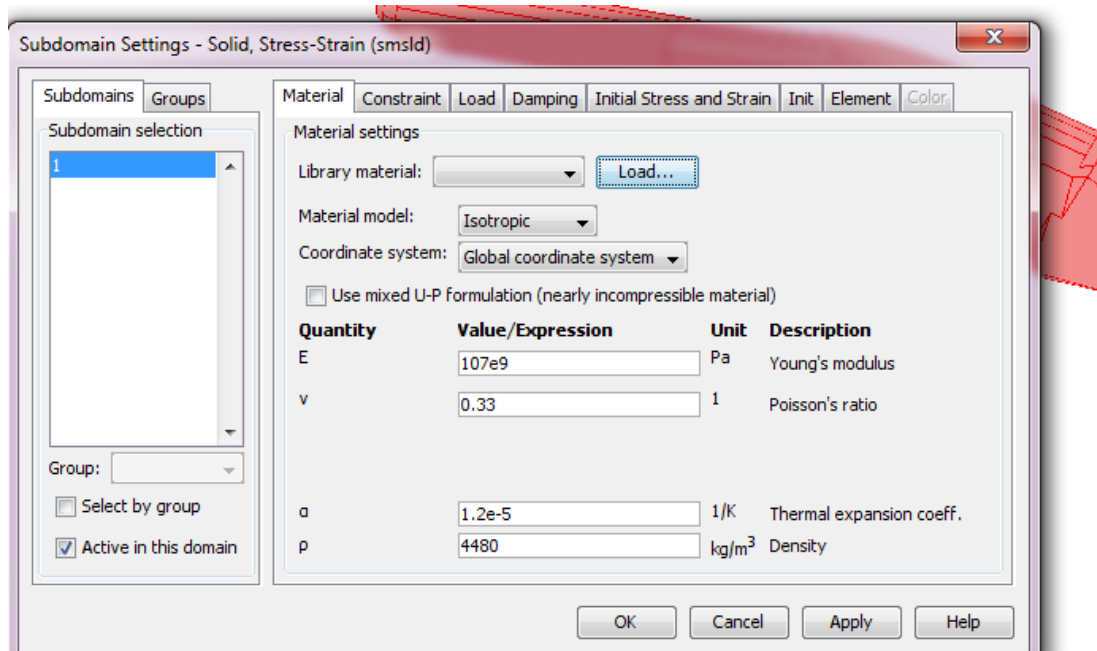 Subdomain Settings - Solid, Stress-Strain (smsld)
Subdomains Groups
Subdomain selection
1
Group:
Select by group
Active in this domain
Material Constraint Load Damping Initial Stress and Strain Init Element Color
Material settings
Library material: Load...
Material model: Isotropic
Coordinate system: Global coordinate system
Use mixed U-P formulation (nearly incompressible material)
Quantity Value/Expression Unit Description
E 107e9 Pa Young's modulus
ν 0.33 1 Poisson's ratio
α 1.2e-5 1/K Thermal expansion coeff.
ρ 4480 kg/m³ Density
OK Cancel Apply Help